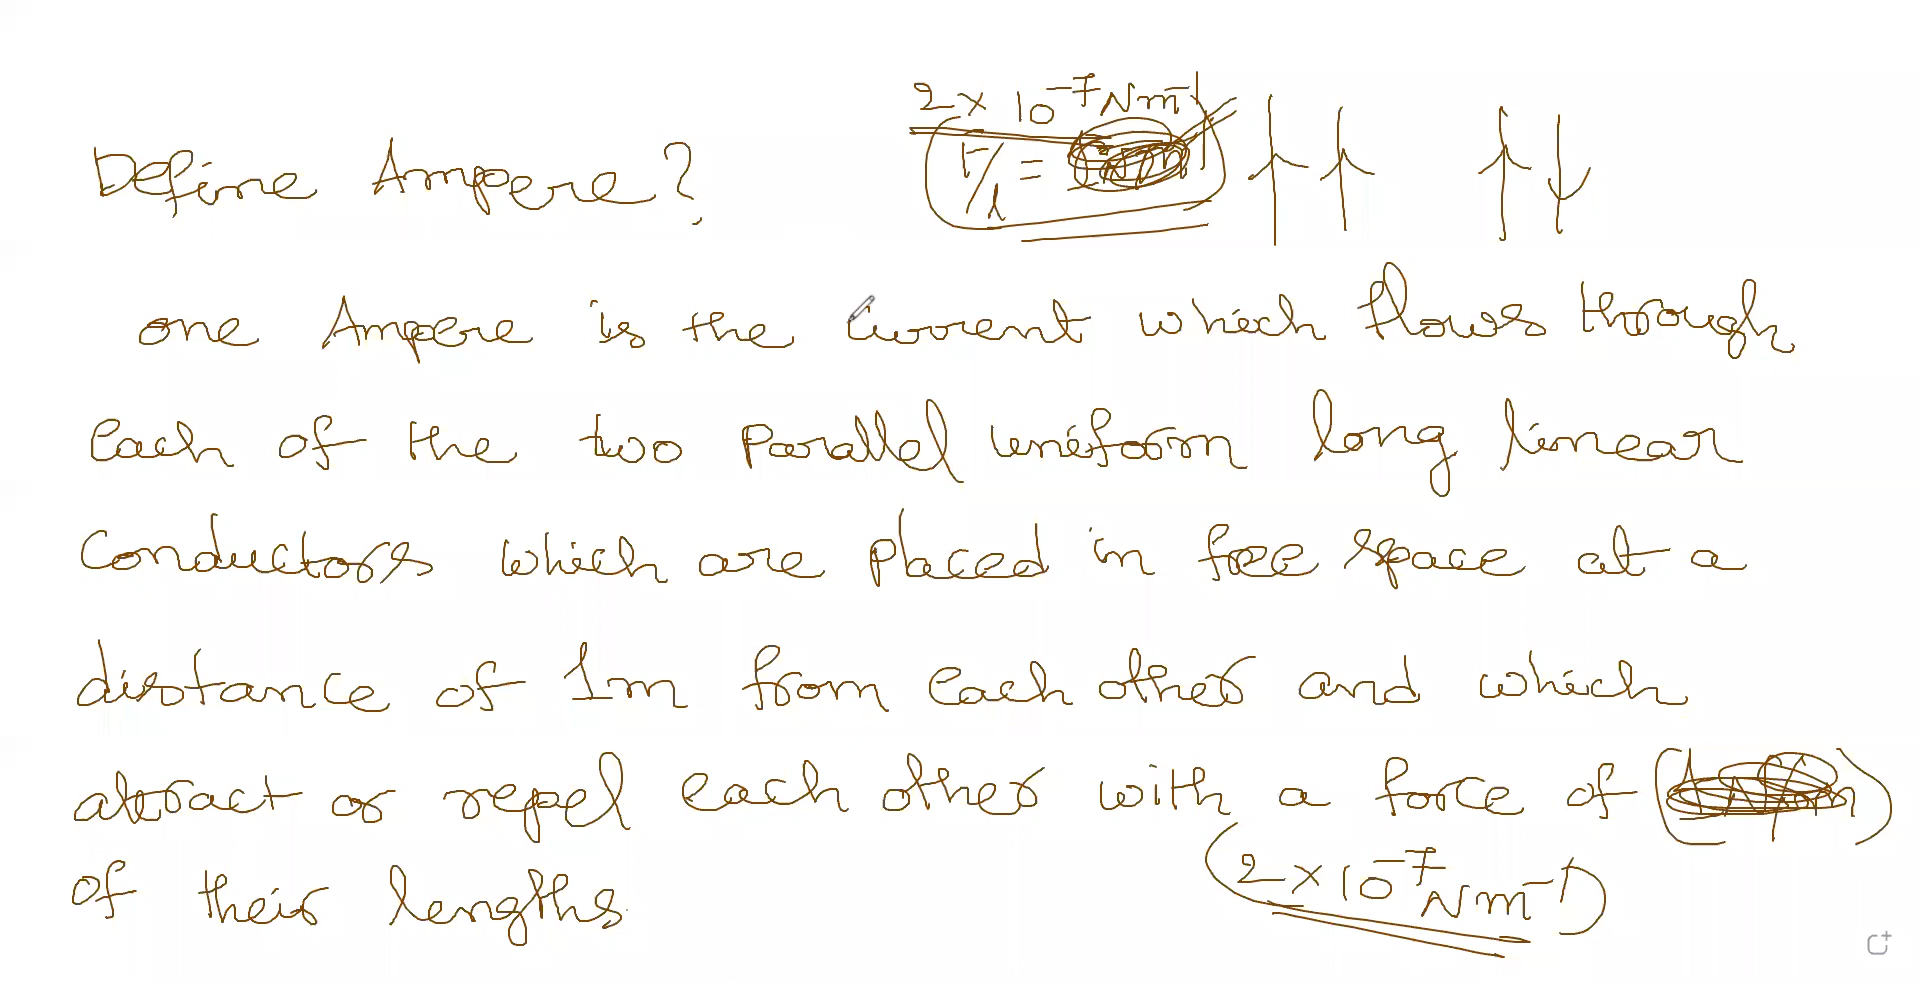 2 × 10⁻⁷ Nm⁻¹
Define Ampere?
F/l =
one Ampere is the current which flows through
each of the two parallel uniform long linear
conductors which are placed in free space at a
distance of 1m from each other and which
attract or repel each other with a force of
(2 × 10⁻⁷ Nm⁻¹)
of their lengths.